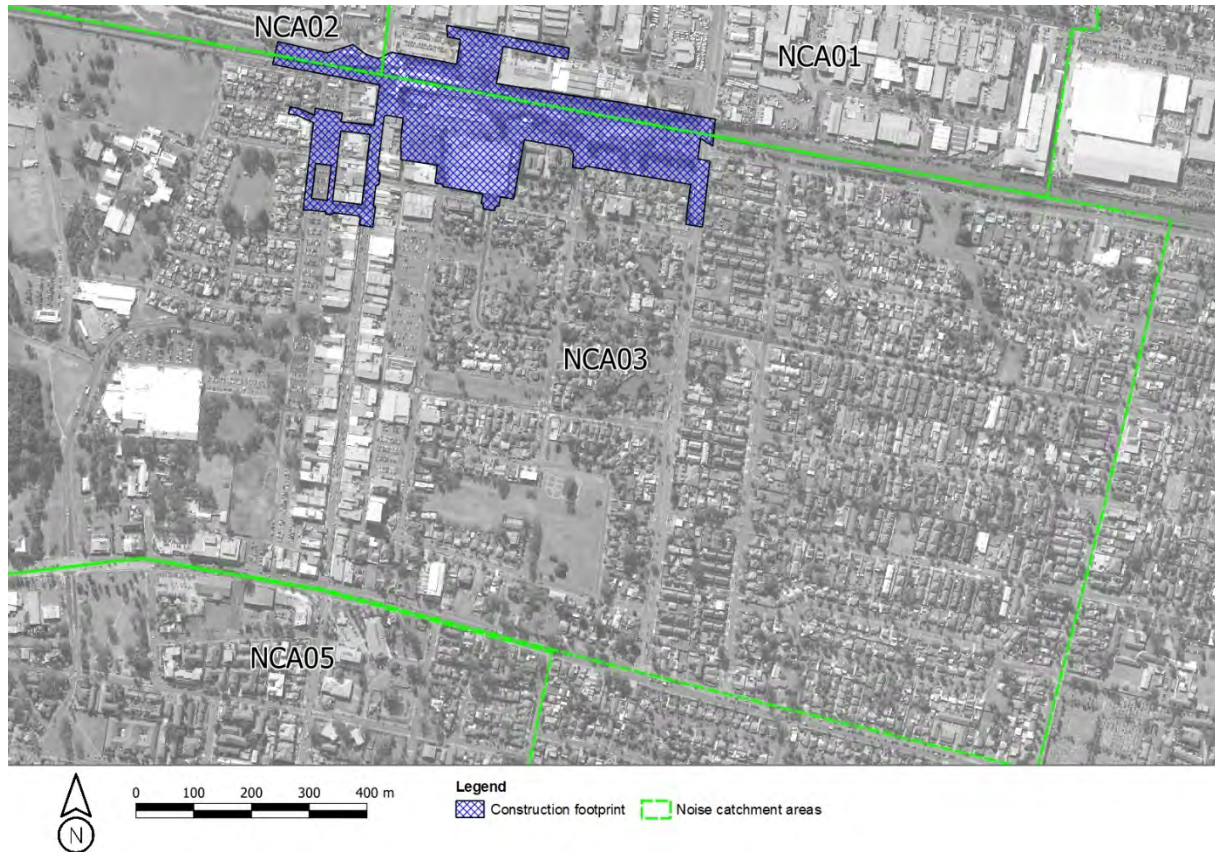 NCA02
NCA01
NCA03
NCA05
N
0 100 200 300 400 m
Legend
Construction footprint Noise catchment areas